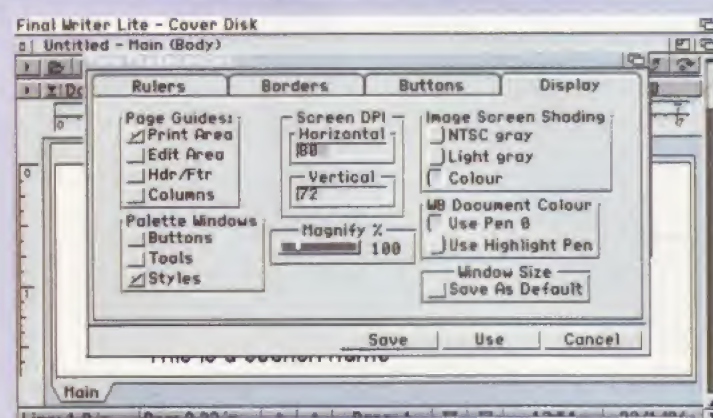 Final Writer Lite - Cover Disk
Untitled - Main (Body)
Rulers
Borders
Buttons
Display
Page Guides:
Print Area
Edit Area
Hdr/Ftr
Columns
Palette Windows
Buttons
Tools
Styles
Screen DPI
Horizontal
80
Vertical
72
Magnify %
100
Image Screen Shading
NTSC gray
Light gray
Colour
WB Document Colour
Use Pen 0
Use Highlight Pen
Window Size
Save As Default
Save
Use
Cancel
0
1
Main